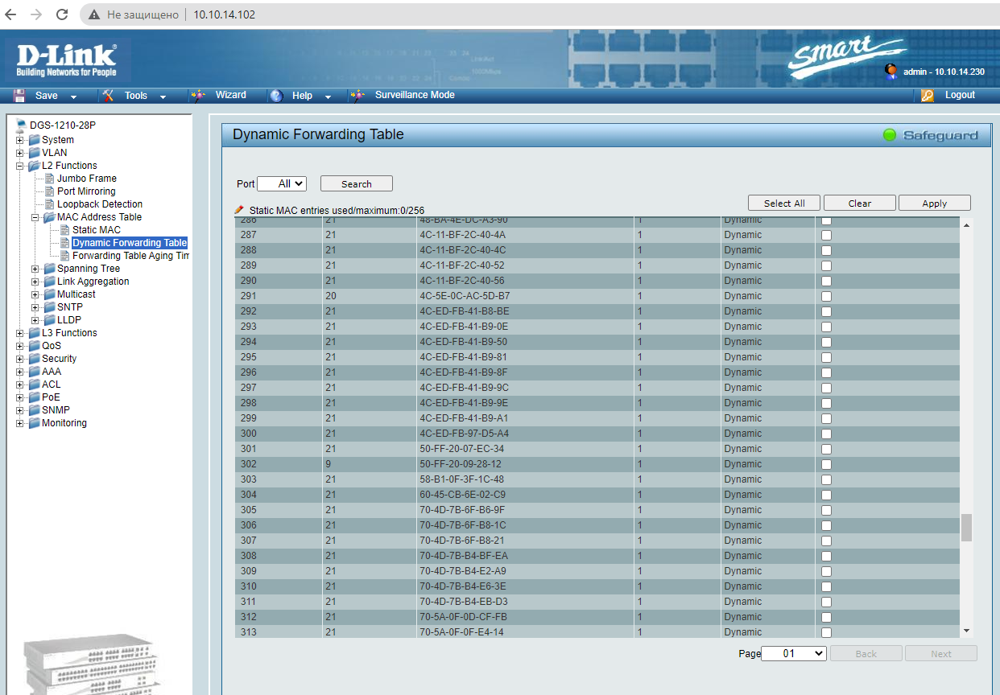 Не защищено 10.10.14.102
D-Link
Building Networks for People
smart
admin - 10.10.14.230
Save Tools Wizard Help Surveillance Mode Logout
DGS-1210-28P
System
VLAN
L2 Functions
Jumbo Frame
Port Mirroring
Loopback Detection
MAC Address Table
Static MAC
Dynamic Forwarding Table
Forwarding Table Aging Tim
Spanning Tree
Link Aggregation
Multicast
SNTP
LLDP
L3 Functions
QoS
Security
AAA
ACL
PoE
SNMP
Monitoring
Dynamic Forwarding Table Safeguard
Port All Search
Static MAC entries used/maximum:0/256 Select All Clear Apply
286 21 48-BA-4E-DC-A3-90 1 Dynamic
287 21 4C-11-BF-2C-40-4A 1 Dynamic
288 21 4C-11-BF-2C-40-4C 1 Dynamic
289 21 4C-11-BF-2C-40-52 1 Dynamic
290 21 4C-11-BF-2C-40-56 1 Dynamic
291 20 4C-5E-0C-AC-5D-B7 1 Dynamic
292 21 4C-ED-FB-41-B8-BE 1 Dynamic
293 21 4C-ED-FB-41-B9-0E 1 Dynamic
294 21 4C-ED-FB-41-B9-50 1 Dynamic
295 21 4C-ED-FB-41-B9-81 1 Dynamic
296 21 4C-ED-FB-41-B9-8F 1 Dynamic
297 21 4C-ED-FB-41-B9-9C 1 Dynamic
298 21 4C-ED-FB-41-B9-9E 1 Dynamic
299 21 4C-ED-FB-41-B9-A1 1 Dynamic
300 21 4C-ED-FB-97-D5-A4 1 Dynamic
301 21 50-FF-20-07-EC-34 1 Dynamic
302 9 50-FF-20-09-28-12 1 Dynamic
303 21 58-B1-0F-3F-1C-48 1 Dynamic
304 21 60-45-CB-6E-02-C9 1 Dynamic
305 21 70-4D-7B-6F-B6-9F 1 Dynamic
306 21 70-4D-7B-6F-B8-1C 1 Dynamic
307 21 70-4D-7B-6F-B8-21 1 Dynamic
308 21 70-4D-7B-B4-BF-EA 1 Dynamic
309 21 70-4D-7B-B4-E2-A9 1 Dynamic
310 21 70-4D-7B-B4-E6-3E 1 Dynamic
311 21 70-4D-7B-B4-EB-D3 1 Dynamic
312 21 70-5A-0F-0D-CF-FB 1 Dynamic
313 21 70-5A-0F-0F-E4-14 1 Dynamic
Page 01 Back Next